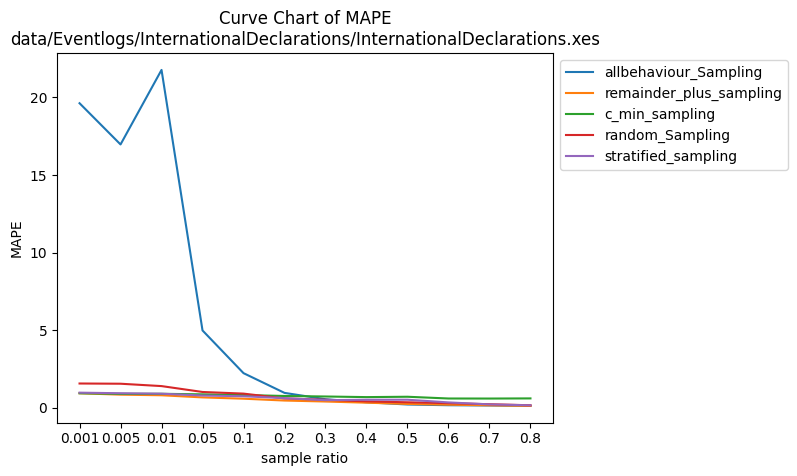 Curve Chart of MAPE
data/Eventlogs/InternationalDeclarations/InternationalDeclarations.xes
allbehaviour_Sampling
remainder_plus_sampling
c_min_sampling
random_Sampling
stratified_sampling
MAPE
20
15
10
5
0
0.001 0.005 0.01 0.05 0.1 0.2 0.3 0.4 0.5 0.6 0.7 0.8
sample ratio